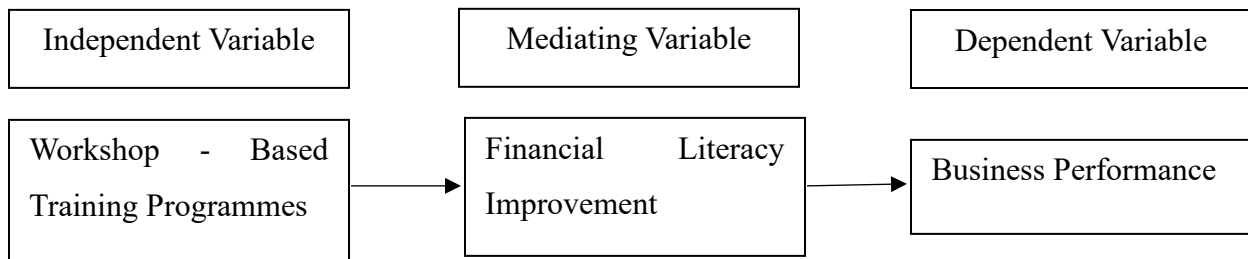 Independent Variable
Mediating Variable
Dependent Variable
Workshop - Based
Training Programmes
Financial Literacy
Improvement
Business Performance